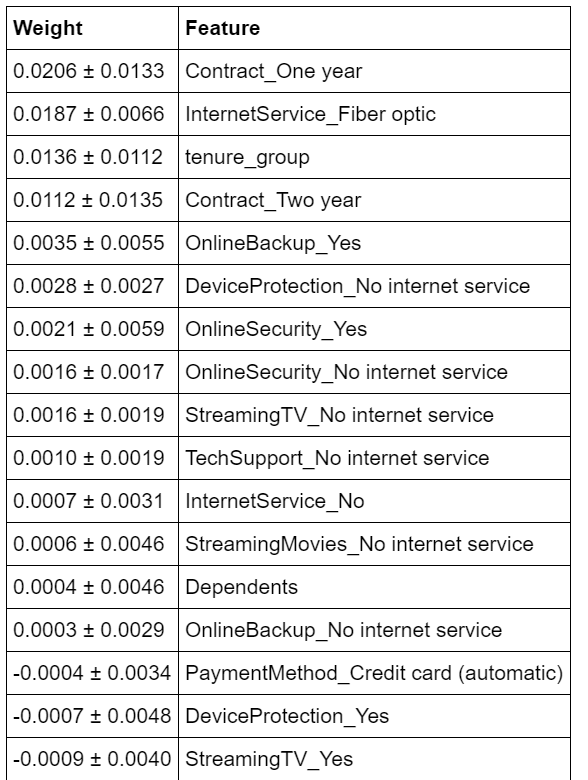 Weight Feature
0.0206 ± 0.0133 Contract_One year
0.0187 ± 0.0066 InternetService_Fiber optic
0.0136 ± 0.0112 tenure_group
0.0112 ± 0.0135 Contract_Two year
0.0035 ± 0.0055 OnlineBackup_Yes
0.0028 ± 0.0027 DeviceProtection_No internet service
0.0021 ± 0.0059 OnlineSecurity_Yes
0.0016 ± 0.0017 OnlineSecurity_No internet service
0.0016 ± 0.0019 StreamingTV_No internet service
0.0010 ± 0.0019 TechSupport_No internet service
0.0007 ± 0.0031 InternetService_No
0.0006 ± 0.0046 StreamingMovies_No internet service
0.0004 ± 0.0046 Dependents
0.0003 ± 0.0029 OnlineBackup_No internet service
-0.0004 ± 0.0034 PaymentMethod_Credit card (automatic)
-0.0007 ± 0.0048 DeviceProtection_Yes
-0.0009 ± 0.0040 StreamingTV_Yes